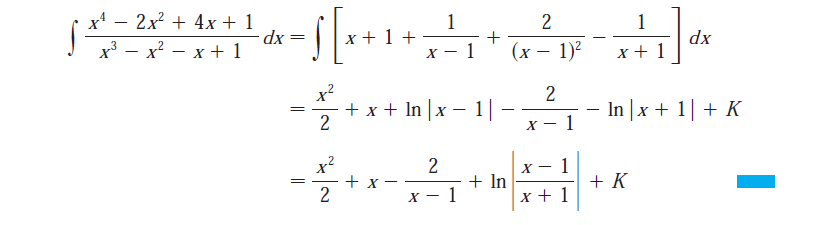 ∫ (x⁴ − 2x² + 4x + 1)/(x³ − x² − x + 1) dx = ∫ [x + 1 + 1/(x − 1) + 2/(x − 1)² − 1/(x + 1)] dx
= x²/2 + x + ln |x − 1| − 2/(x − 1) − ln |x + 1| + K
= x²/2 + x − 2/(x − 1) + ln |(x − 1)/(x + 1)| + K